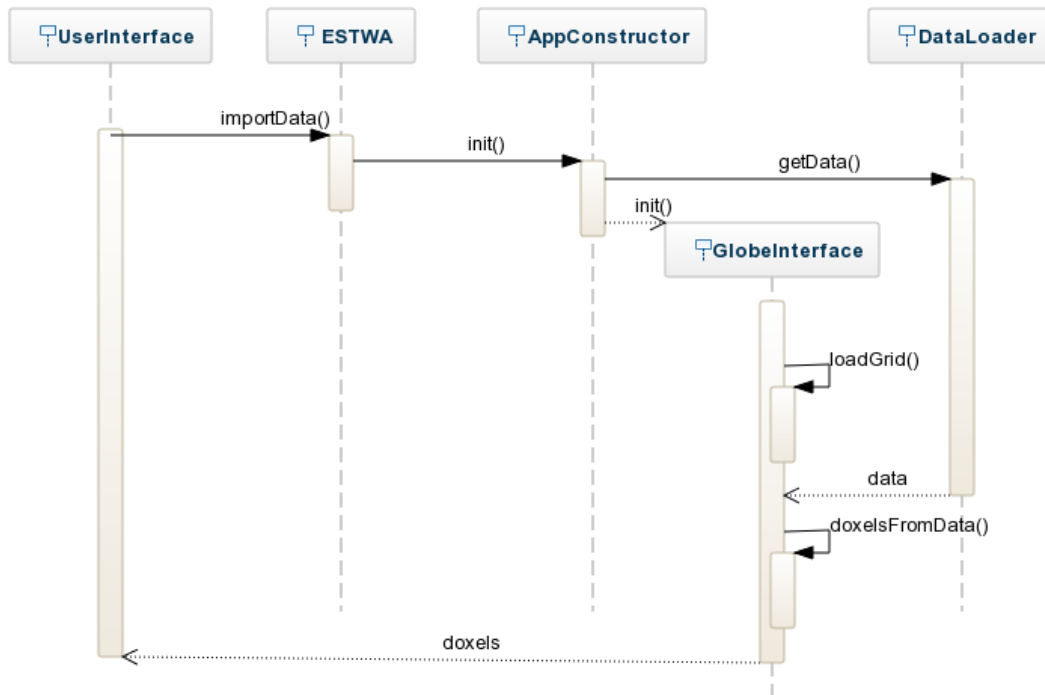 UserInterface
ESTWA
AppConstructor
DataLoader
importData()
init()
getData()
init()
GlobeInterface
loadGrid()
data
doxelsFromData()
doxels